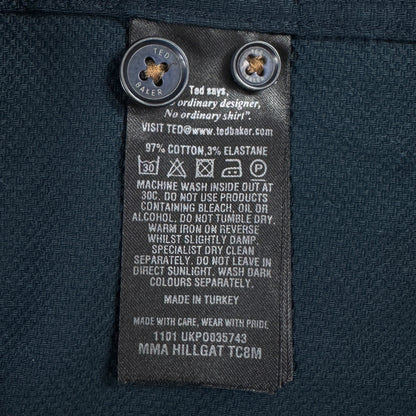 TED
BAKER
Ted says,
ordinary designer,
No ordinary shirt".
VISIT TED@www.tedbaker.com
97% COTTON,3% ELASTANE
30
P
MACHINE WASH INSIDE OUT AT
30C. DO NOT USE PRODUCTS
CONTAINING BLEACH, OIL OR
ALCOHOL. DO NOT TUMBLE DRY.
WARM IRON ON REVERSE
WHILST SLIGHTLY DAMP.
SPECIALIST DRY CLEAN
SEPARATELY. DO NOT LEAVE IN
DIRECT SUNLIGHT. WASH DARK
COLOURS SEPARATELY.
MADE IN TURKEY
MADE WITH CARE, WEAR WITH PRIDE
1101 UKPO035743
MMA HILLGAT TC8M